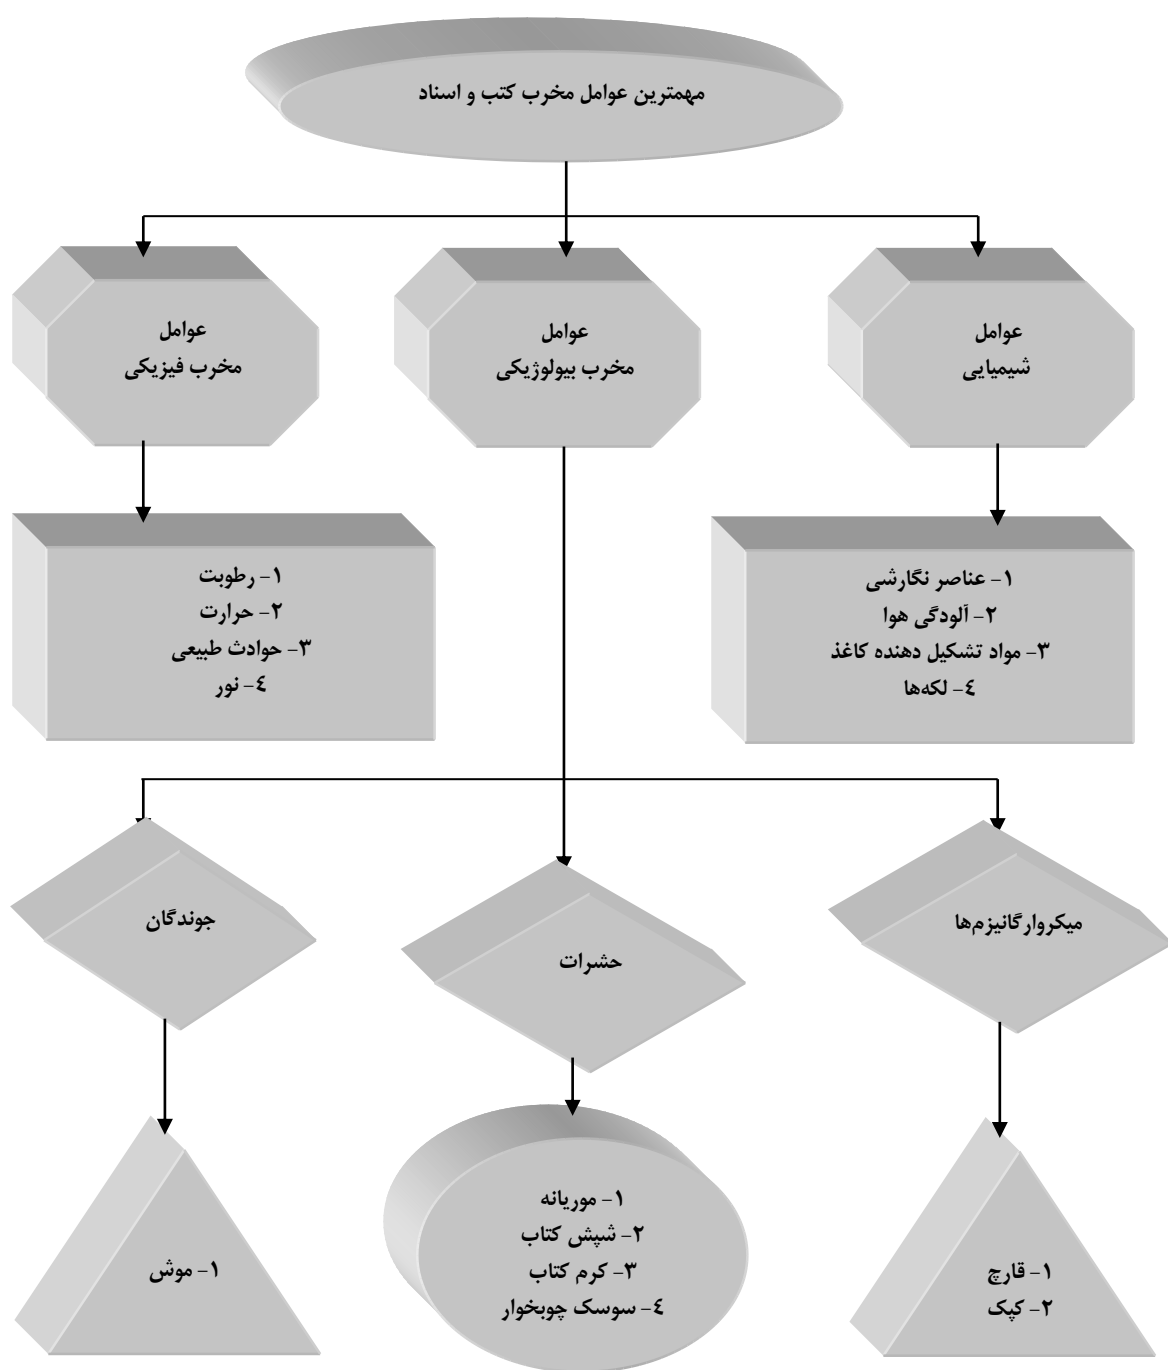 مهمترین عوامل مخرب کتب و اسناد
عوامل
شیمیایی
عوامل
مخرب بیولوژیکی
عوامل
مخرب فیزیکی
۱- عناصر نگارشی
۲- آلودگی هوا
۳- مواد تشکیل دهنده کاغذ
٤- لکه‌ها
۱- رطوبت
۲- حرارت
۳- حوادث طبیعی
٤- نور
میکروارگانیزم‌ها
حشرات
جوندگان
۱- قارچ
۲- کپک
۱- موریانه
۲- شپش کتاب
۳- کرم کتاب
٤- سوسک چوبخوار
۱- موش